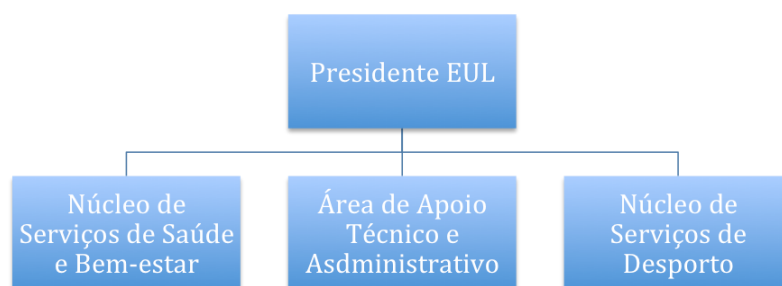 Presidente EUL
Núcleo de
Serviços de Saúde
e Bem-estar
Área de Apoio
Técnico e
Asdministrativo
Núcleo de
Serviços de
Desporto